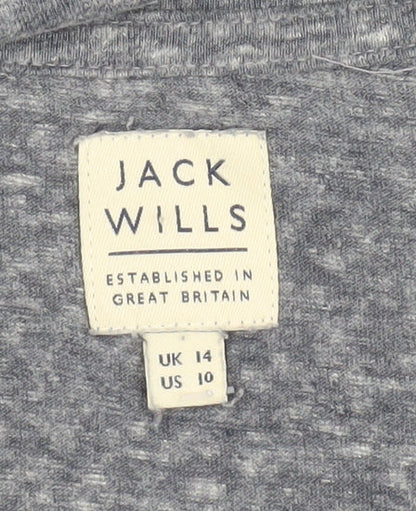 JACK
WILLS
ESTABLISHED IN
GREAT BRITAIN
UK 14
US 10